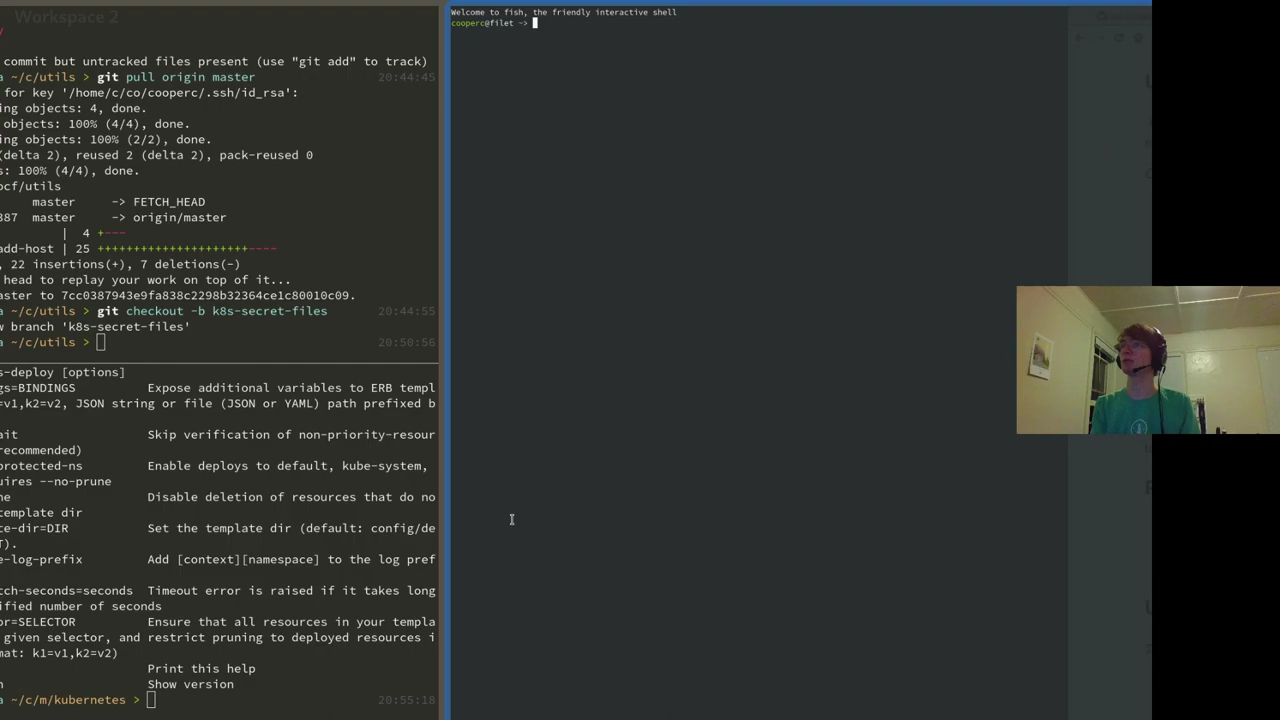 Workspace 2
commit but untracked files present (use "git add" to track)
a ~/c/utils > git pull origin master 20:44:45
for key '/home/c/co/cooperc/.ssh/id_rsa':
ing objects: 4, done.
objects: 100% (4/4), done.
ing objects: 100% (2/2), done.
(delta 2), reused 2 (delta 2), pack-reused 0
s: 100% (4/4), done.
ocf/utils
master -> FETCH_HEAD
387 master -> origin/master
| 4 +---
add-host | 25 +++++++++++++++++++++----
, 22 insertions(+), 7 deletions(-)
head to replay your work on top of it...
aster to 7cc0387943e9fa838c2298b32364ce1c80010c09.
a ~/c/utils > git checkout -b k8s-secret-files 20:44:55
w branch 'k8s-secret-files'
a ~/c/utils > 20:50:56
s-deploy [options]
gs=BINDINGS Expose additional variables to ERB templ
=v1,k2=v2, JSON string or file (JSON or YAML) path prefixed b
ait Skip verification of non-priority-resour
recommended)
protected-ns Enable deploys to default, kube-system,
uires --no-prune
ne Disable deletion of resources that do no
template dir
te-dir=DIR Set the template dir (default: config/de
T).
e-log-prefix Add [context][namespace] to the log pref
tch-seconds=seconds Timeout error is raised if it takes long
ified number of seconds
or=SELECTOR Ensure that all resources in your templa
given selector, and restrict pruning to deployed resources i
mat: k1=v1,k2=v2)
Print this help
n Show version
a ~/c/m/kubernetes > 20:55:18
Welcome to fish, the friendly interactive shell
cooperc@filet ~>